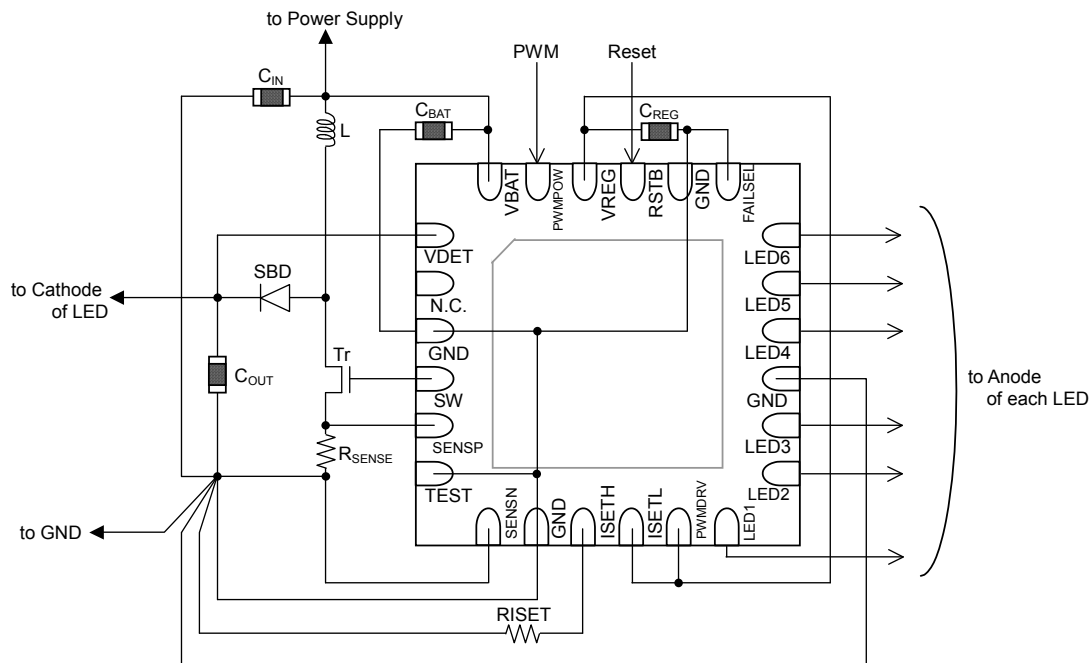 to Power Supply
PWM
Reset
CIN
CBAT
CREG
L
VBAT
PWMPOW
VREG
RSTB
GND
FAILSEL
VDET
N.C.
GND
SW
SENSP
TEST
LED6
LED5
LED4
GND
LED3
LED2
SENSN
GND
ISETH
ISETL
PWMDRV
LED1
SBD
to Cathode
of LED
Tr
COUT
RSENSE
to Anode
of each LED
to GND
RISET